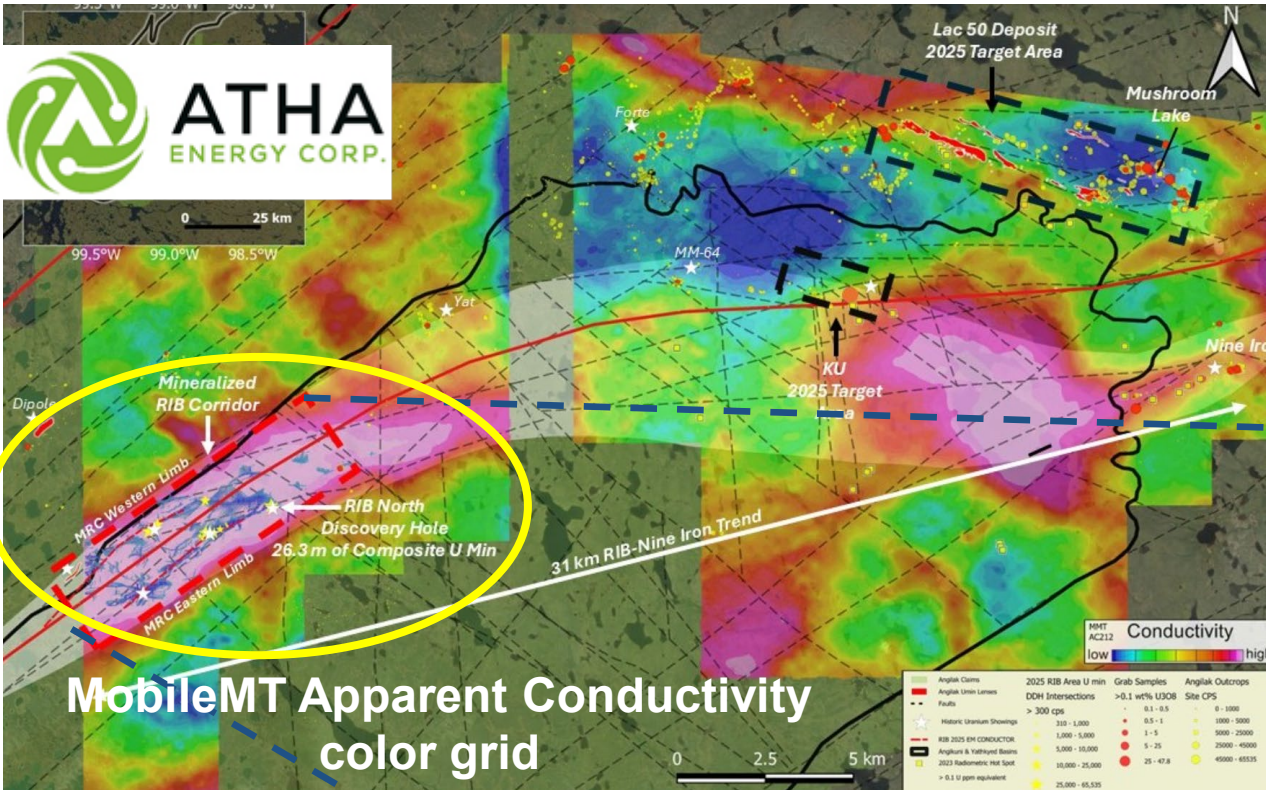 99.5°W 99.0°W 98.5°W
ATHA
ENERGY CORP.
0 25 km
99.5°W 99.0°W 98.5°W
N
Lac 50 Deposit
2025 Target Area
Mushroom
Lake
Forte
MM-64
Yat
KU
2025 Target
Nine Iro
Dipole
Mineralized
RIB Corridor
MRC Western Limb
RIB North
Discovery Hole
26.3 m of Composite U Min
MRC Eastern Limb
31 km RIB-Nine Iron Trend
MobileMT Apparent Conductivity
color grid
0 2.5 5 km
MMT
AC212
Conductivity
low
high
Angilak Claims
Angilak Umin Lenses
Faults
Historic Uranium Showings
RIB 2025 EM CONDUCTOR
Angikuni & Yathkyed Basins
2023 Radiometric Hot Spot
> 0.1 U ppm equivalent
2025 RIB Area U min
DDH Intersections
> 300 cps
310 - 1,000
1,000 - 5,000
5,000 - 10,000
10,000 - 25,000
25,000 - 65,535
Grab Samples
>0.1 wt% U3O8
0.1 - 0.5
0.5 - 1
1 - 5
5 - 25
25 - 47.8
Angilak Outcrops
Site CPS
0 - 1000
1000 - 5000
5000 - 25000
25000 - 45000
45000 - 65535